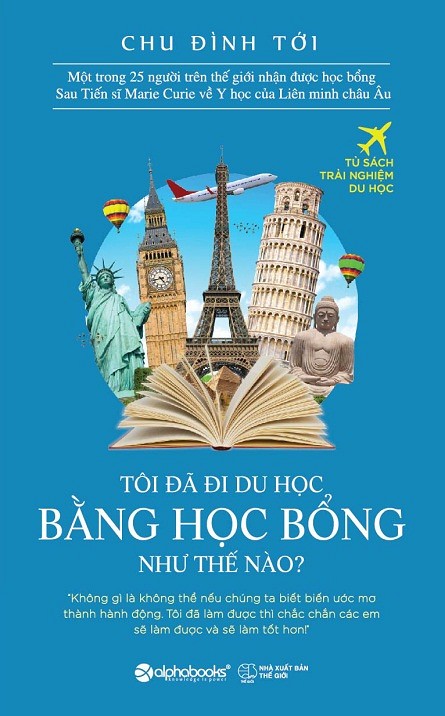 CHU ĐÌNH TỚI
Một trong 25 người trên thế giới nhận được học bổng
Sau Tiến sĩ Marie Curie về Y học của Liên minh châu Âu
TỦ SÁCH
TRẢI NGHIỆM
DU HỌC
TÔI ĐÃ ĐI DU HỌC
BẰNG HỌC BỔNG
NHƯ THẾ NÀO?
"Không gì là không thể nếu chúng ta biết biến ước mơ
thành hành động. Tôi đã làm được thì chắc chắn các em
sẽ làm được và sẽ làm tốt hơn!"
alphabooks®
knowledge is power
NHÀ XUẤT BẢN
THẾ GIỚI
THẾ GIỚI